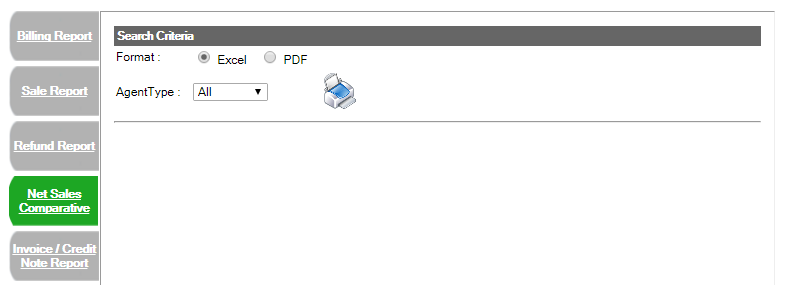 Billing Report
Sale Report
Refund Report
Net Sales
Comparative
Invoice / Credit
Note Report
Search Criteria
Format :
Excel
PDF
AgentType :
All